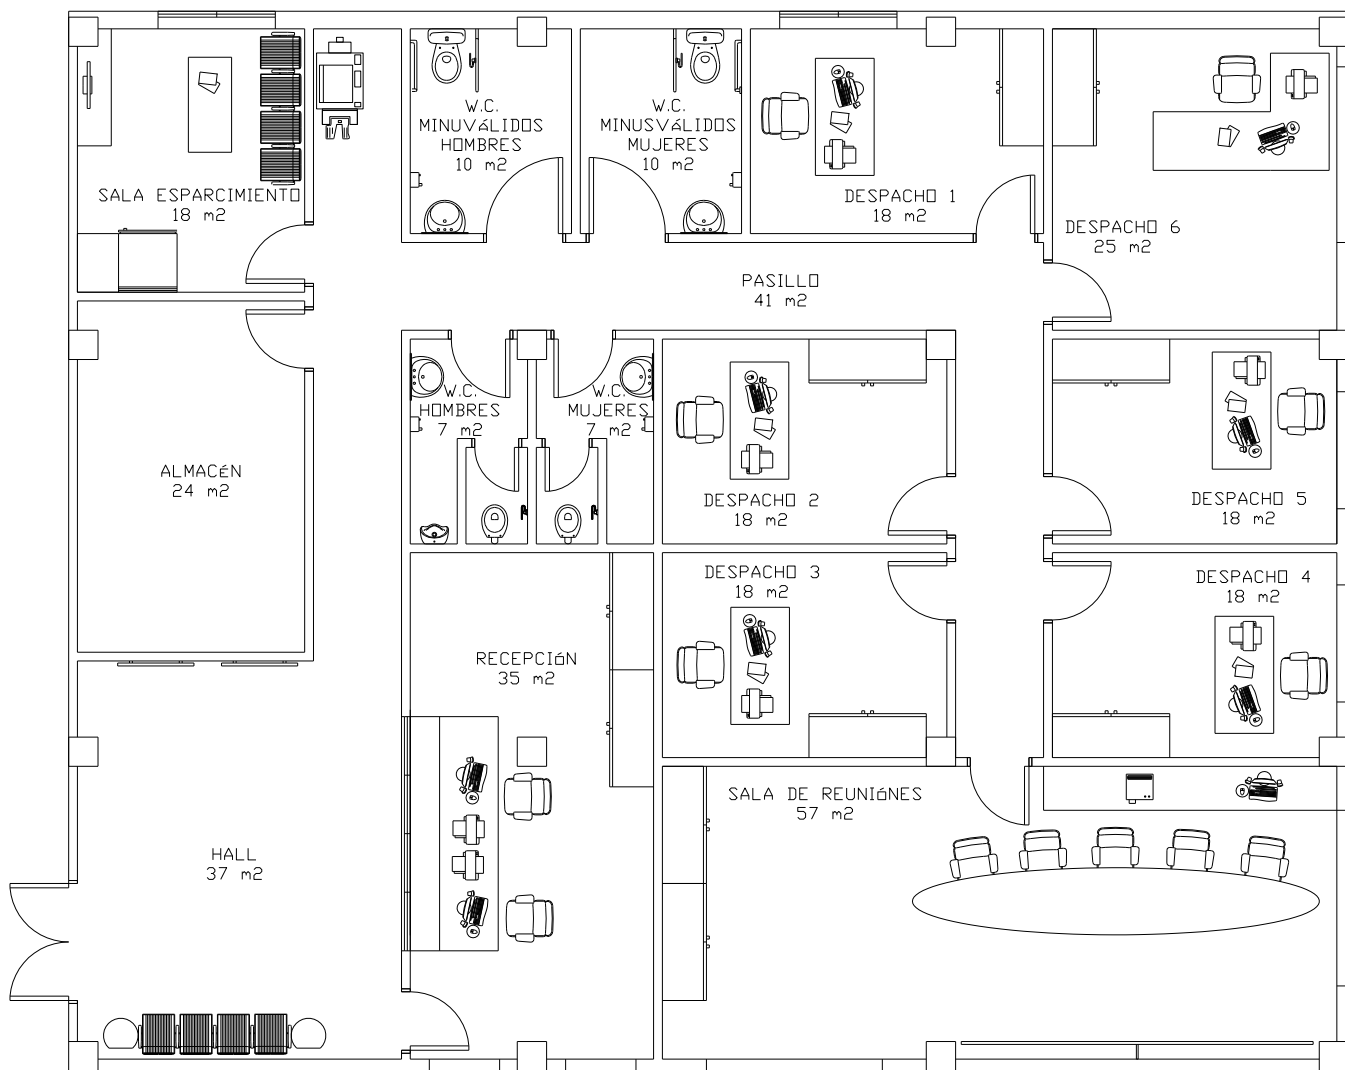 W.C.
MINUVáLIDOS
HOMBRES
10 m2
W.C.
MINUSVáLIDOS
MUJERES
10 m2
SALA ESPARCIMIENTO
18 m2
DESPACHO 1
18 m2
DESPACHO 6
25 m2
PASILLO
41 m2
W.C.
HOMBRES
7 m2
W.C.
MUJERES
7 m2
ALMACéN
24 m2
DESPACHO 2
18 m2
DESPACHO 5
18 m2
DESPACHO 3
18 m2
DESPACHO 4
18 m2
RECEPCIóN
35 m2
SALA DE REUNIóNES
57 m2
HALL
37 m2